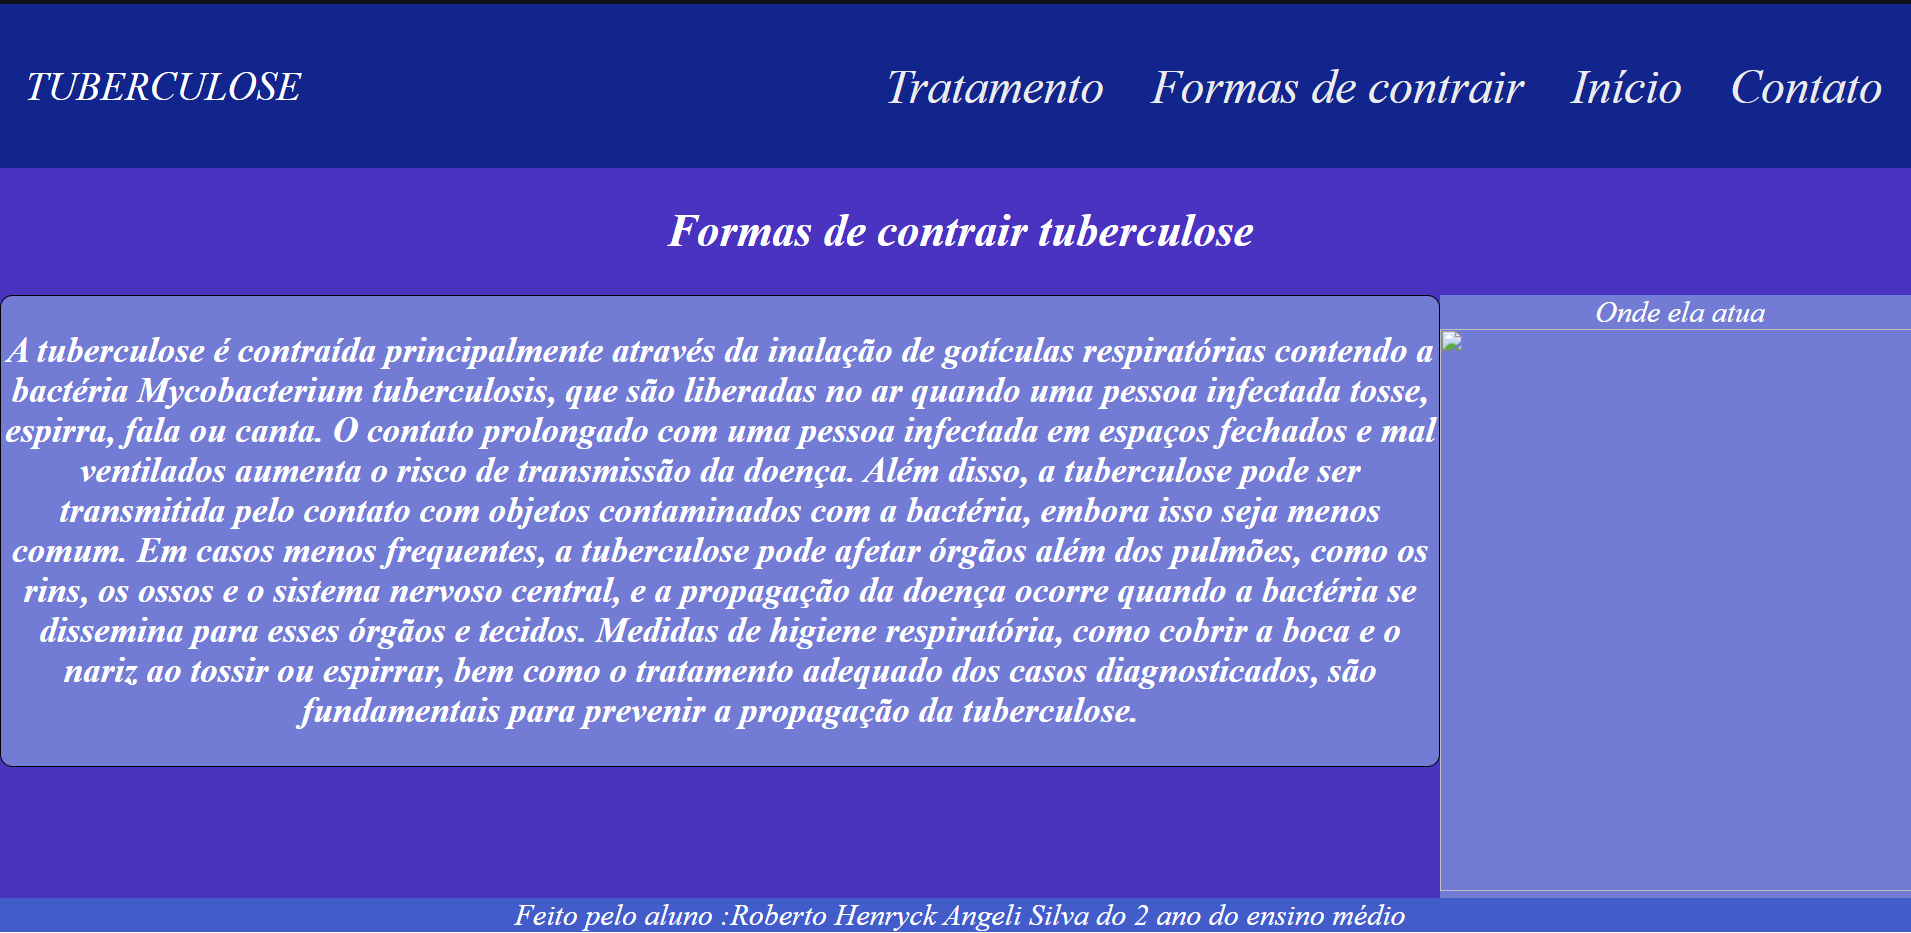 TUBERCULOSE
Tratamento
Formas de contrair
Início
Contato
Formas de contrair tuberculose
A tuberculose é contraída principalmente através da inalação de gotículas respiratórias contendo a
bactéria Mycobacterium tuberculosis, que são liberadas no ar quando uma pessoa infectada tosse,
espirra, fala ou canta. O contato prolongado com uma pessoa infectada em espaços fechados e mal
ventilados aumenta o risco de transmissão da doença. Além disso, a tuberculose pode ser
transmitida pelo contato com objetos contaminados com a bactéria, embora isso seja menos
comum. Em casos menos frequentes, a tuberculose pode afetar órgãos além dos pulmões, como os
rins, os ossos e o sistema nervoso central, e a propagação da doença ocorre quando a bactéria se
dissemina para esses órgãos e tecidos. Medidas de higiene respiratória, como cobrir a boca e o
nariz ao tossir ou espirrar, bem como o tratamento adequado dos casos diagnosticados, são
fundamentais para prevenir a propagação da tuberculose.
Onde ela atua
Feito pelo aluno :Roberto Henryck Angeli Silva do 2 ano do ensino médio